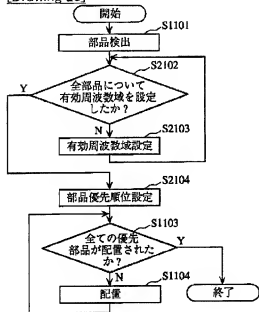 開始
S1101
部品検出
S2102
全部品について
有効周波数域を設定
したか?
Y
N
S2103
有効周波数域設定
S2104
部品優先順位設定
S1103
全ての優先
部品が配置された
か?
Y
N
S1104
配置
終了